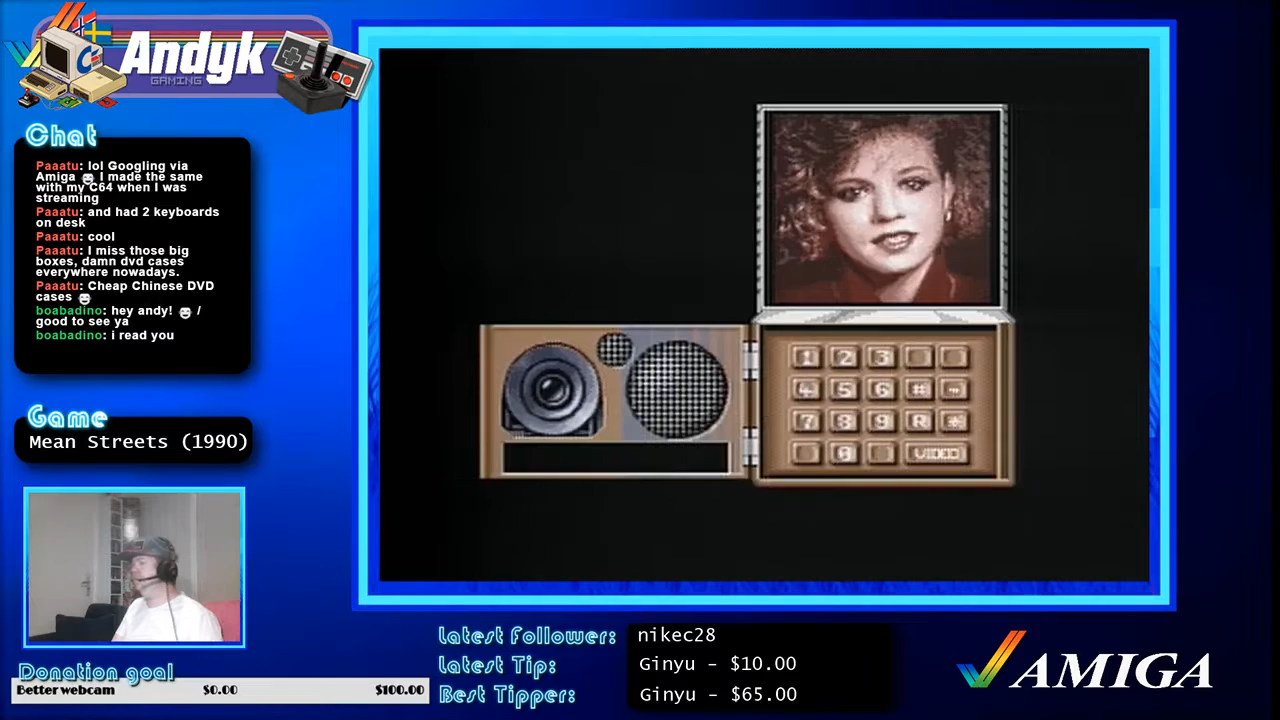 Andyk
GAMING
Chat
Paaatu: lol Googling via
Amiga I made the same
with my C64 when I was
streaming
Paaatu: and had 2 keyboards
on desk
Paaatu: cool
Paaatu: I miss those big
boxes, damn dvd cases
everywhere nowadays.
Paaatu: Cheap Chinese DVD
cases
boabadino: hey andy! /
good to see ya
boabadino: i read you
Game
Mean Streets (1990)
1 2 3
4 5 6 #
7 8 9 R *
0 VIDEO
Donation goal
Better webcam $0.00 $100.00
Latest Follower: nikec28
Latest Tip: Ginyu - $10.00
Best Tipper: Ginyu - $65.00
AMIGA